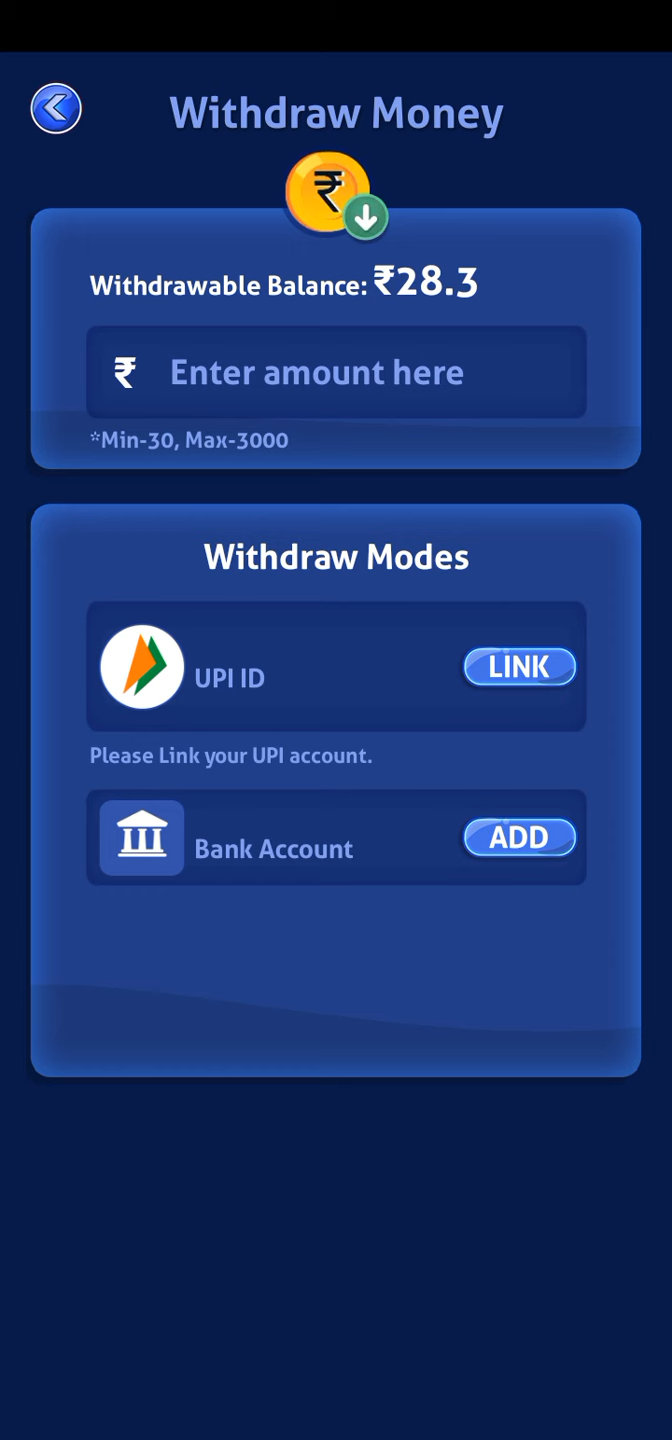 Withdraw Money
₹
Withdrawable Balance: ₹28.3
₹ Enter amount here
*Min-30, Max-3000
Withdraw Modes
UPI ID
LINK
Please Link your UPI account.
Bank Account
ADD